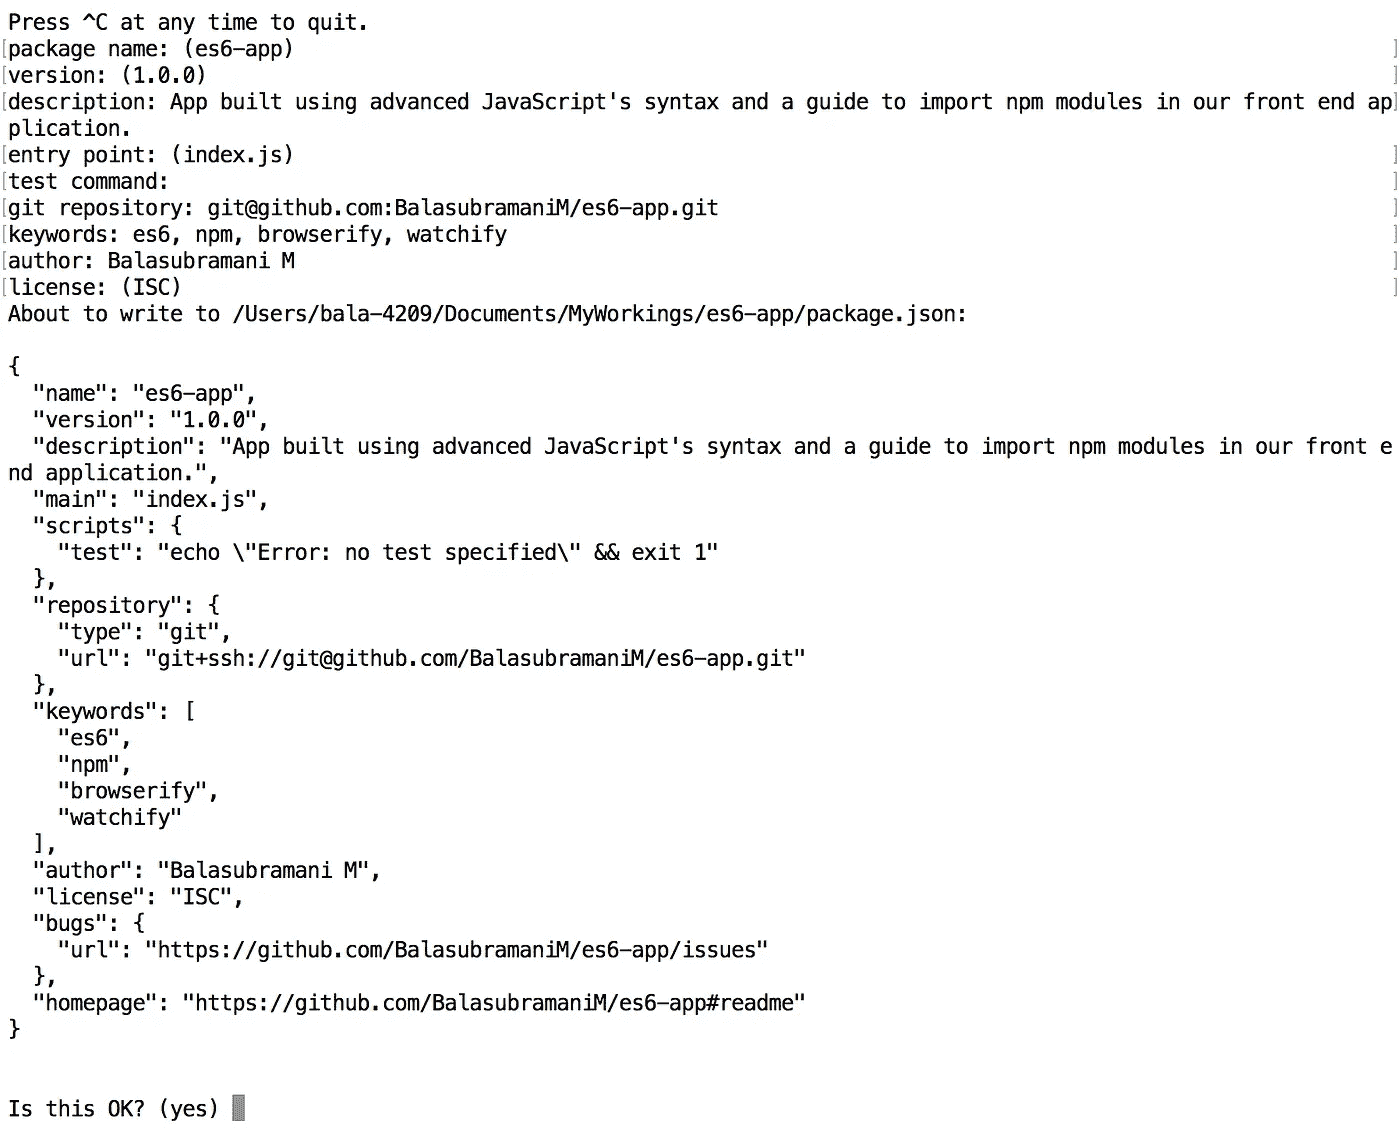 Press ^C at any time to quit.
[package name: (es6-app) ]
[version: (1.0.0) ]
[description: App built using advanced JavaScript's syntax and a guide to import npm modules in our front end ap]
plication.
[entry point: (index.js) ]
[test command: ]
[git repository: git@github.com:BalasubramaniM/es6-app.git ]
[keywords: es6, npm, browserify, watchify ]
[author: Balasubramani M ]
[license: (ISC) ]
About to write to /Users/bala-4209/Documents/MyWorkings/es6-app/package.json:

{
  "name": "es6-app",
  "version": "1.0.0",
  "description": "App built using advanced JavaScript's syntax and a guide to import npm modules in our front e
nd application.",
  "main": "index.js",
  "scripts": {
    "test": "echo \"Error: no test specified\" && exit 1"
  },
  "repository": {
    "type": "git",
    "url": "git+ssh://git@github.com/BalasubramaniM/es6-app.git"
  },
  "keywords": [
    "es6",
    "npm",
    "browserify",
    "watchify"
  ],
  "author": "Balasubramani M",
  "license": "ISC",
  "bugs": {
    "url": "https://github.com/BalasubramaniM/es6-app/issues"
  },
  "homepage": "https://github.com/BalasubramaniM/es6-app#readme"
}

Is this OK? (yes)